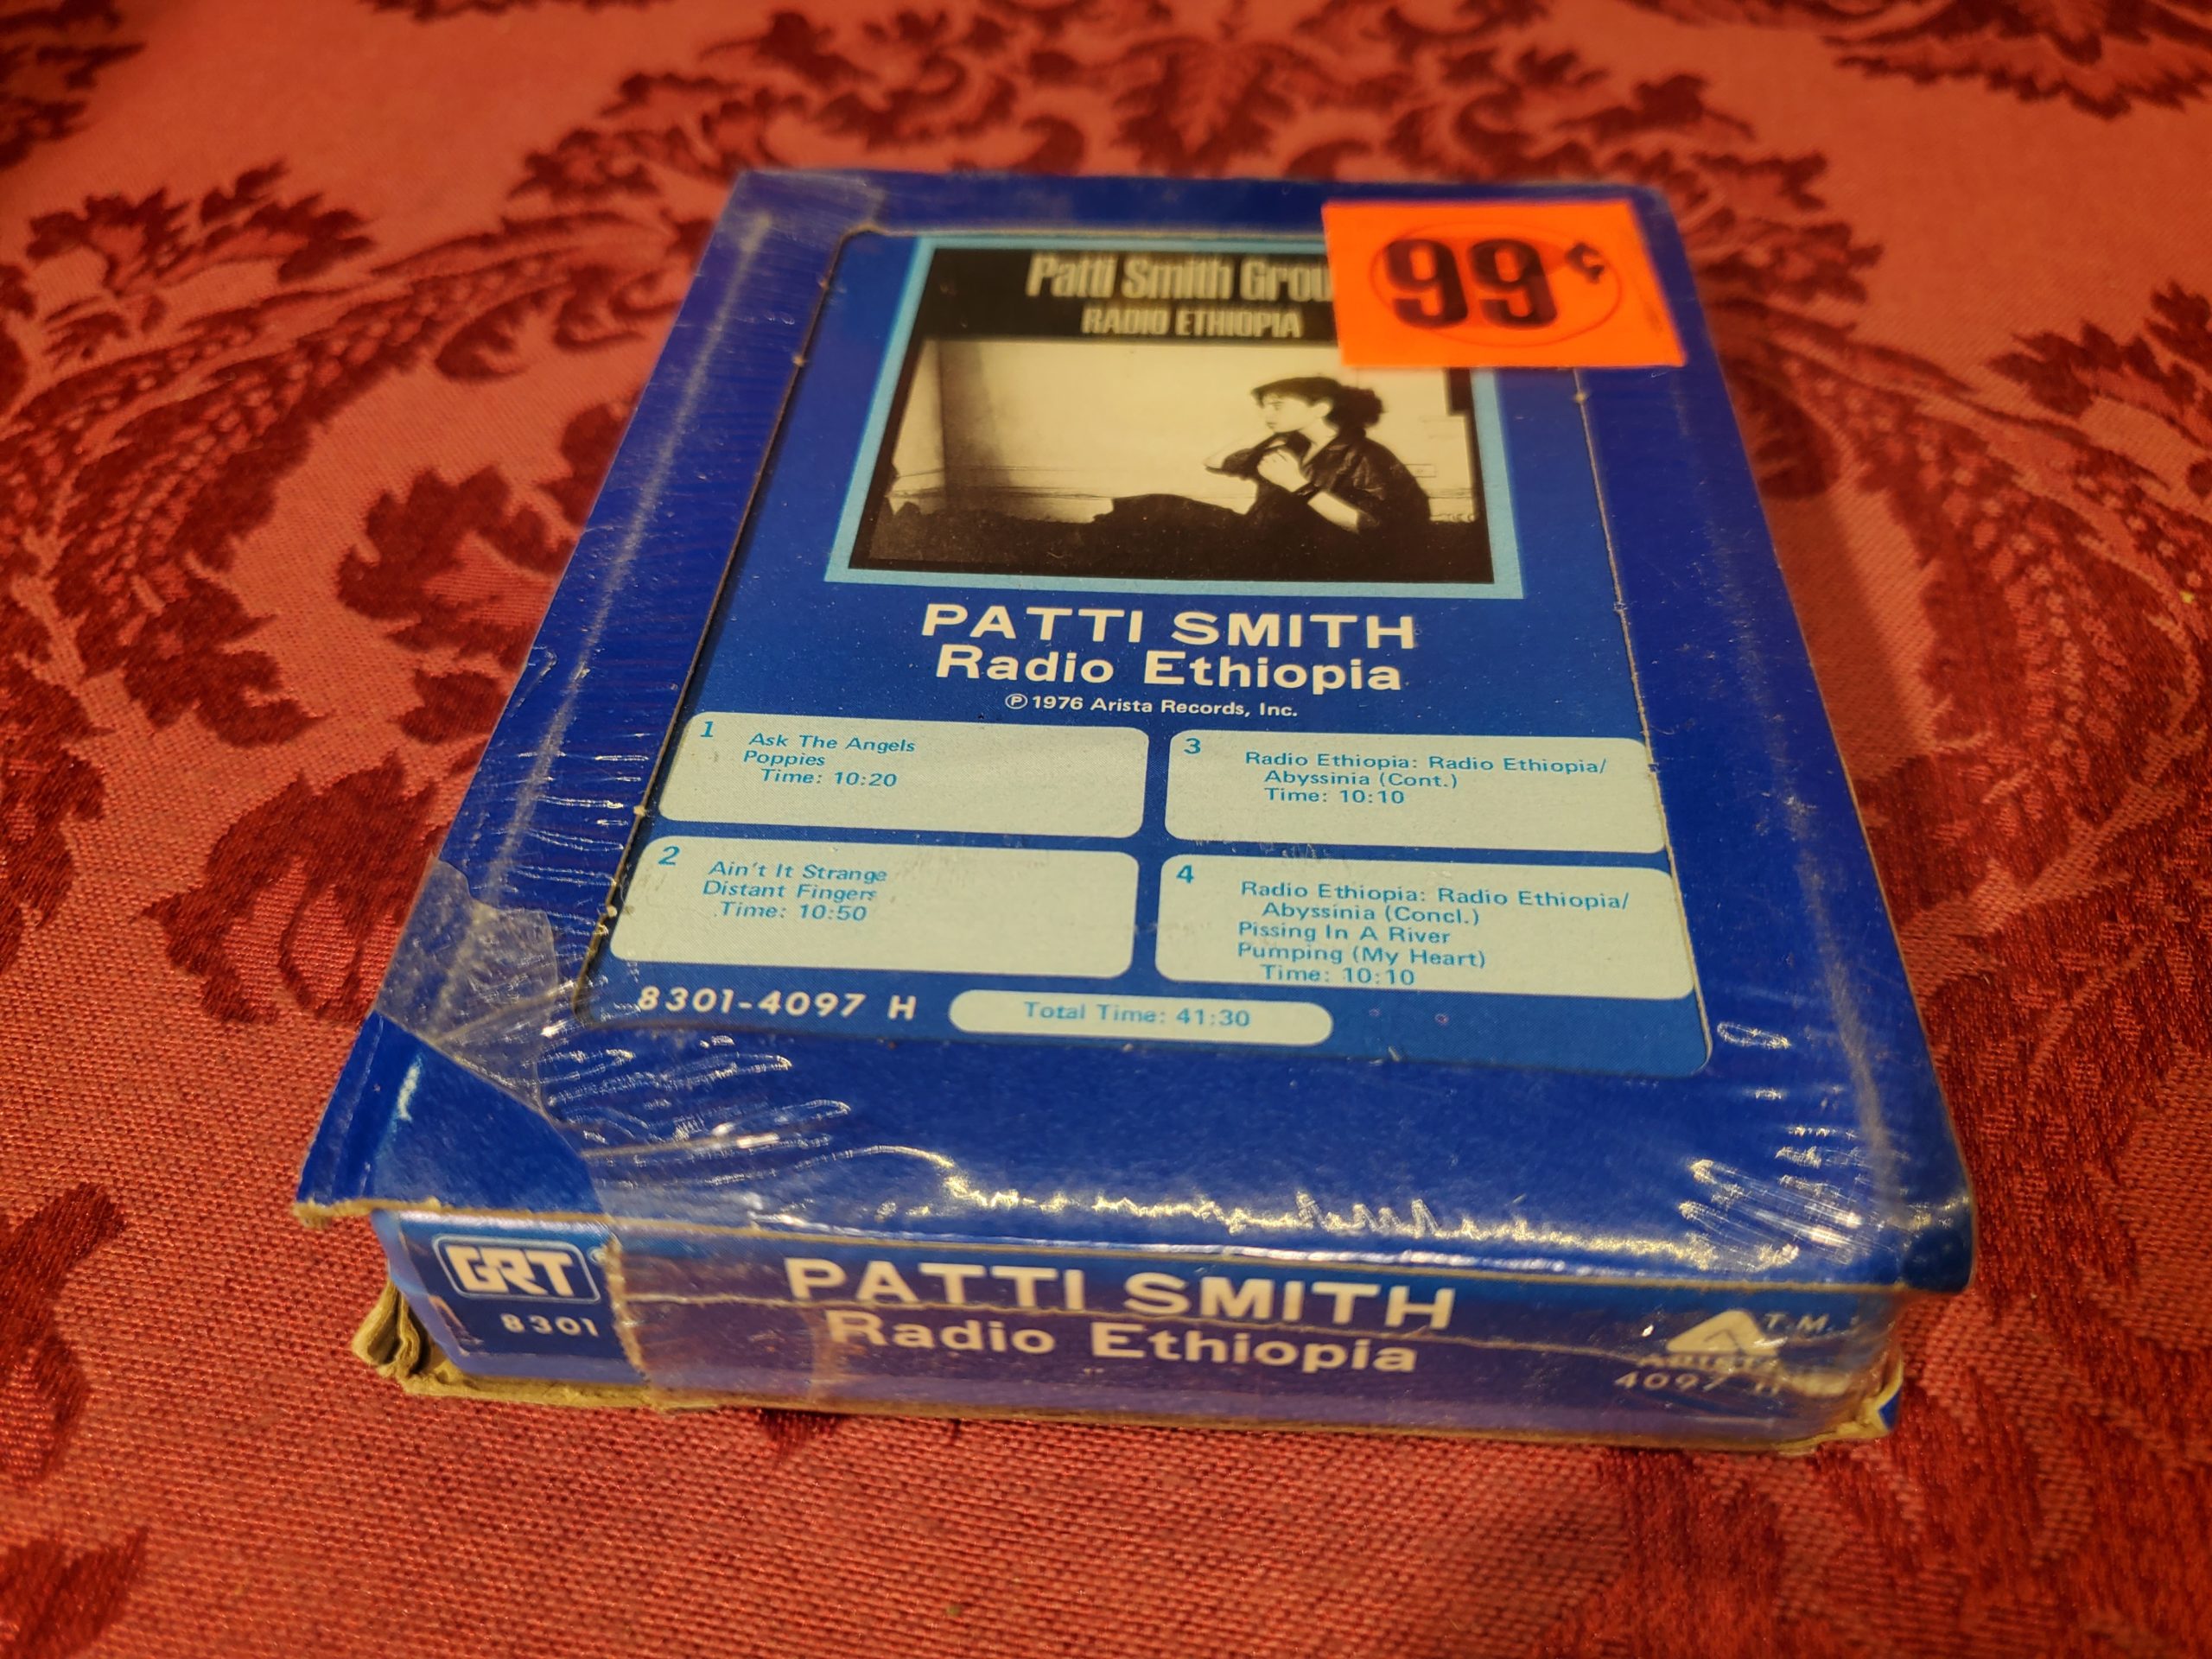 Patti Smith Grou
RADIO ETHIOPIA
99¢
PATTI SMITH
Radio Ethiopia
℗ 1976 Arista Records, Inc.
1
Ask The Angels
Poppies
Time: 10:20
2
Ain't It Strange
Distant Fingers
Time: 10:50
3
Radio Ethiopia: Radio Ethiopia/
Abyssinia (Cont.)
Time: 10:10
4
Radio Ethiopia: Radio Ethiopia/
Abyssinia (Concl.)
Pissing In A River
Pumping (My Heart)
Time: 10:10
8301-4097 H
Total Time: 41:30
GRT®
8301
PATTI SMITH
Radio Ethiopia
T.M.
ARISTA
4097 H